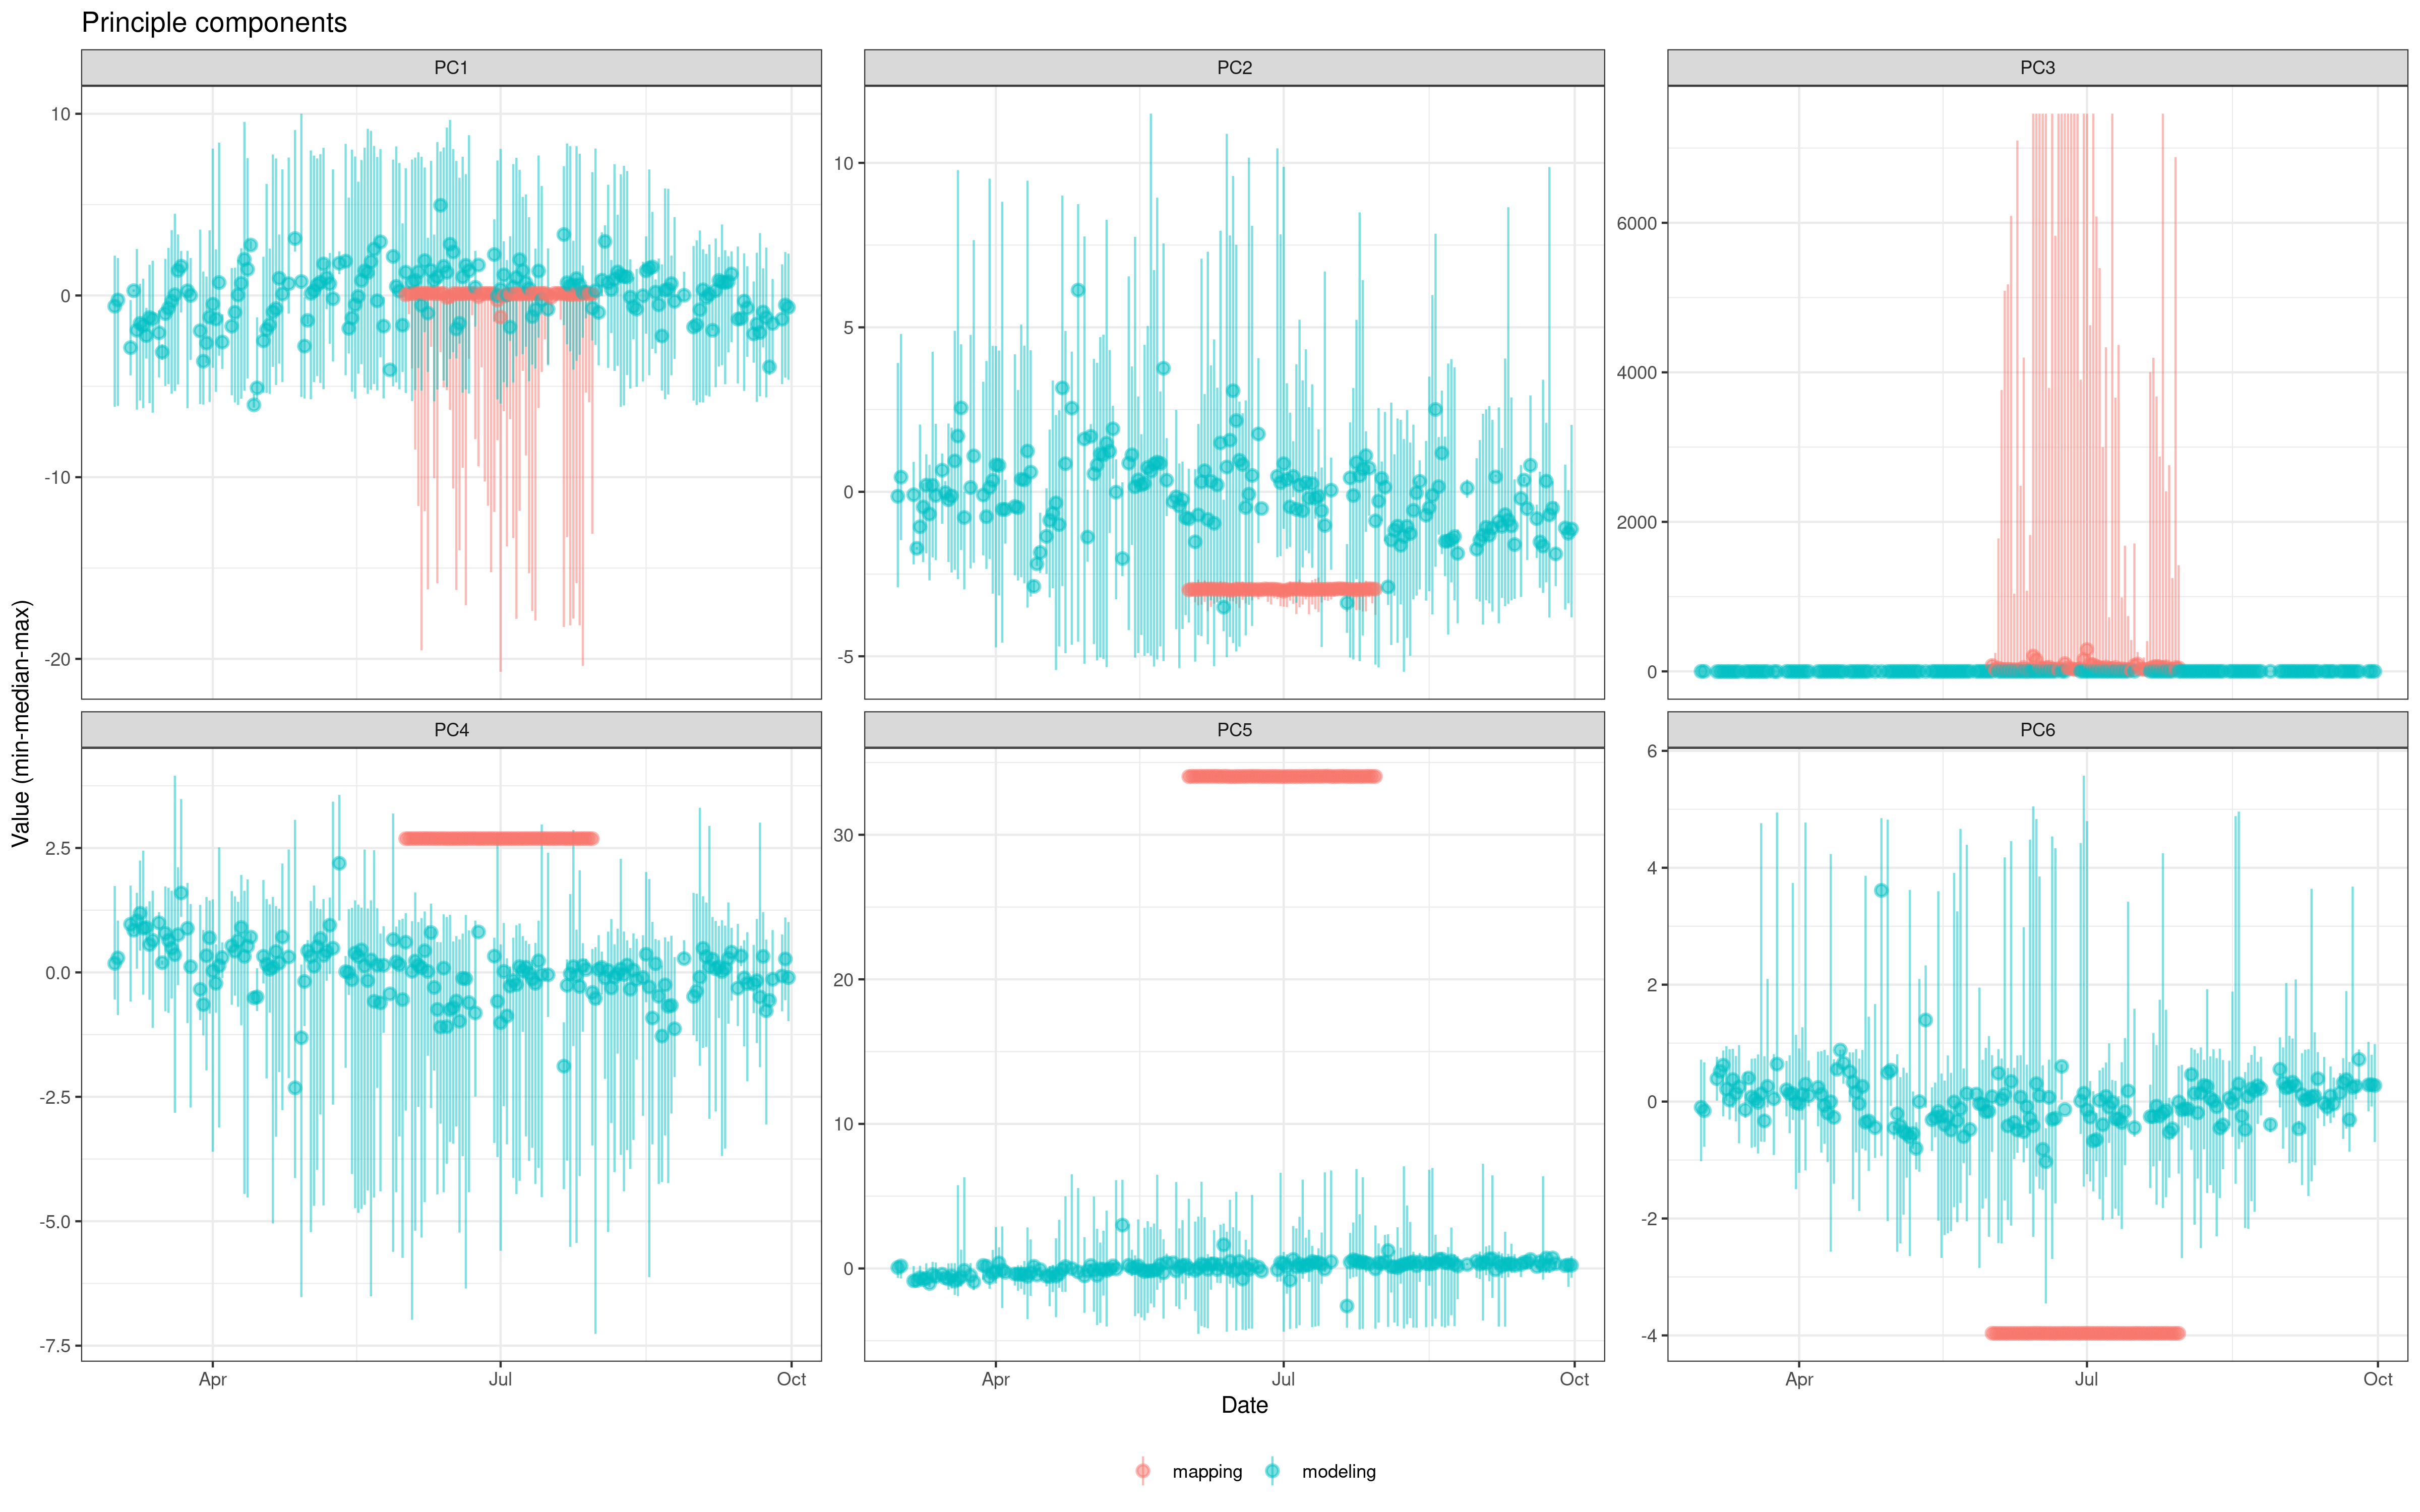 Principle components
PC1
PC2
PC3
10
0
-10
-20
10
5
0
-5
6000
4000
2000
0
Value (min-median-max)
PC4
PC5
PC6
2.5
0.0
-2.5
-5.0
-7.5
30
20
10
0
6
4
2
0
-2
-4
Apr
Jul
Oct
Apr
Jul
Oct
Apr
Jul
Oct
Date
mapping
modeling